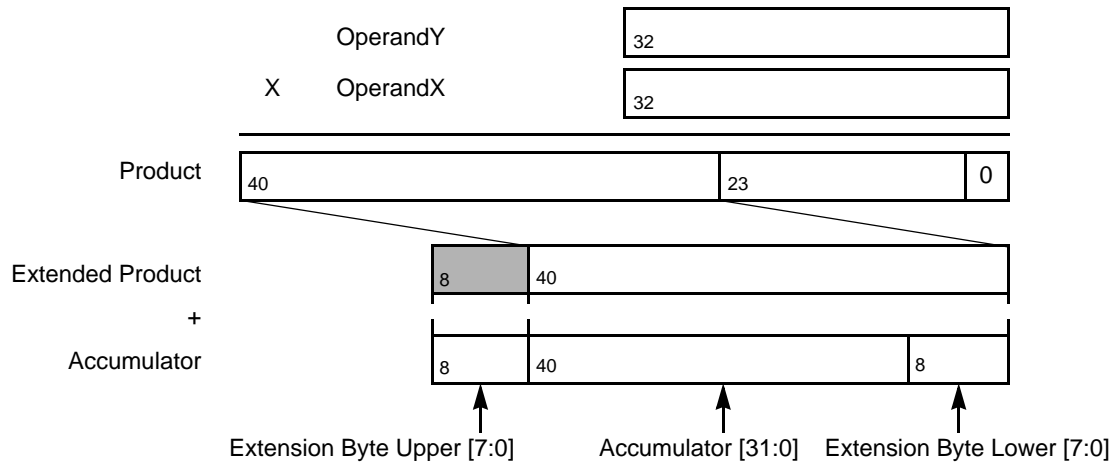 OperandY 32
X OperandX 32
Product 40 23 0
Extended Product 8 40
+
Accumulator 8 40 8
Extension Byte Upper [7:0] Accumulator [31:0] Extension Byte Lower [7:0]